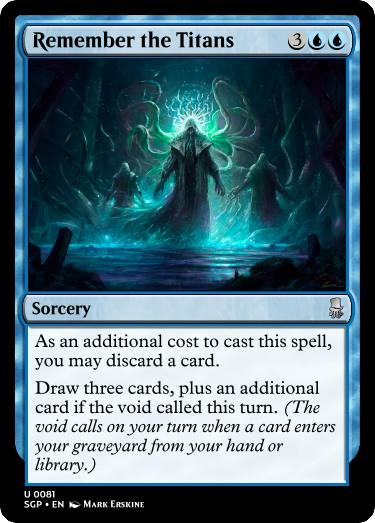 Remember the Titans 3
Sorcery
As an additional cost to cast this spell,
you may discard a card.
Draw three cards, plus an additional
card if the void called this turn. (The
void calls on your turn when a card enters
your graveyard from your hand or
library.)
U 0081
SGP • EN Mark Erskine